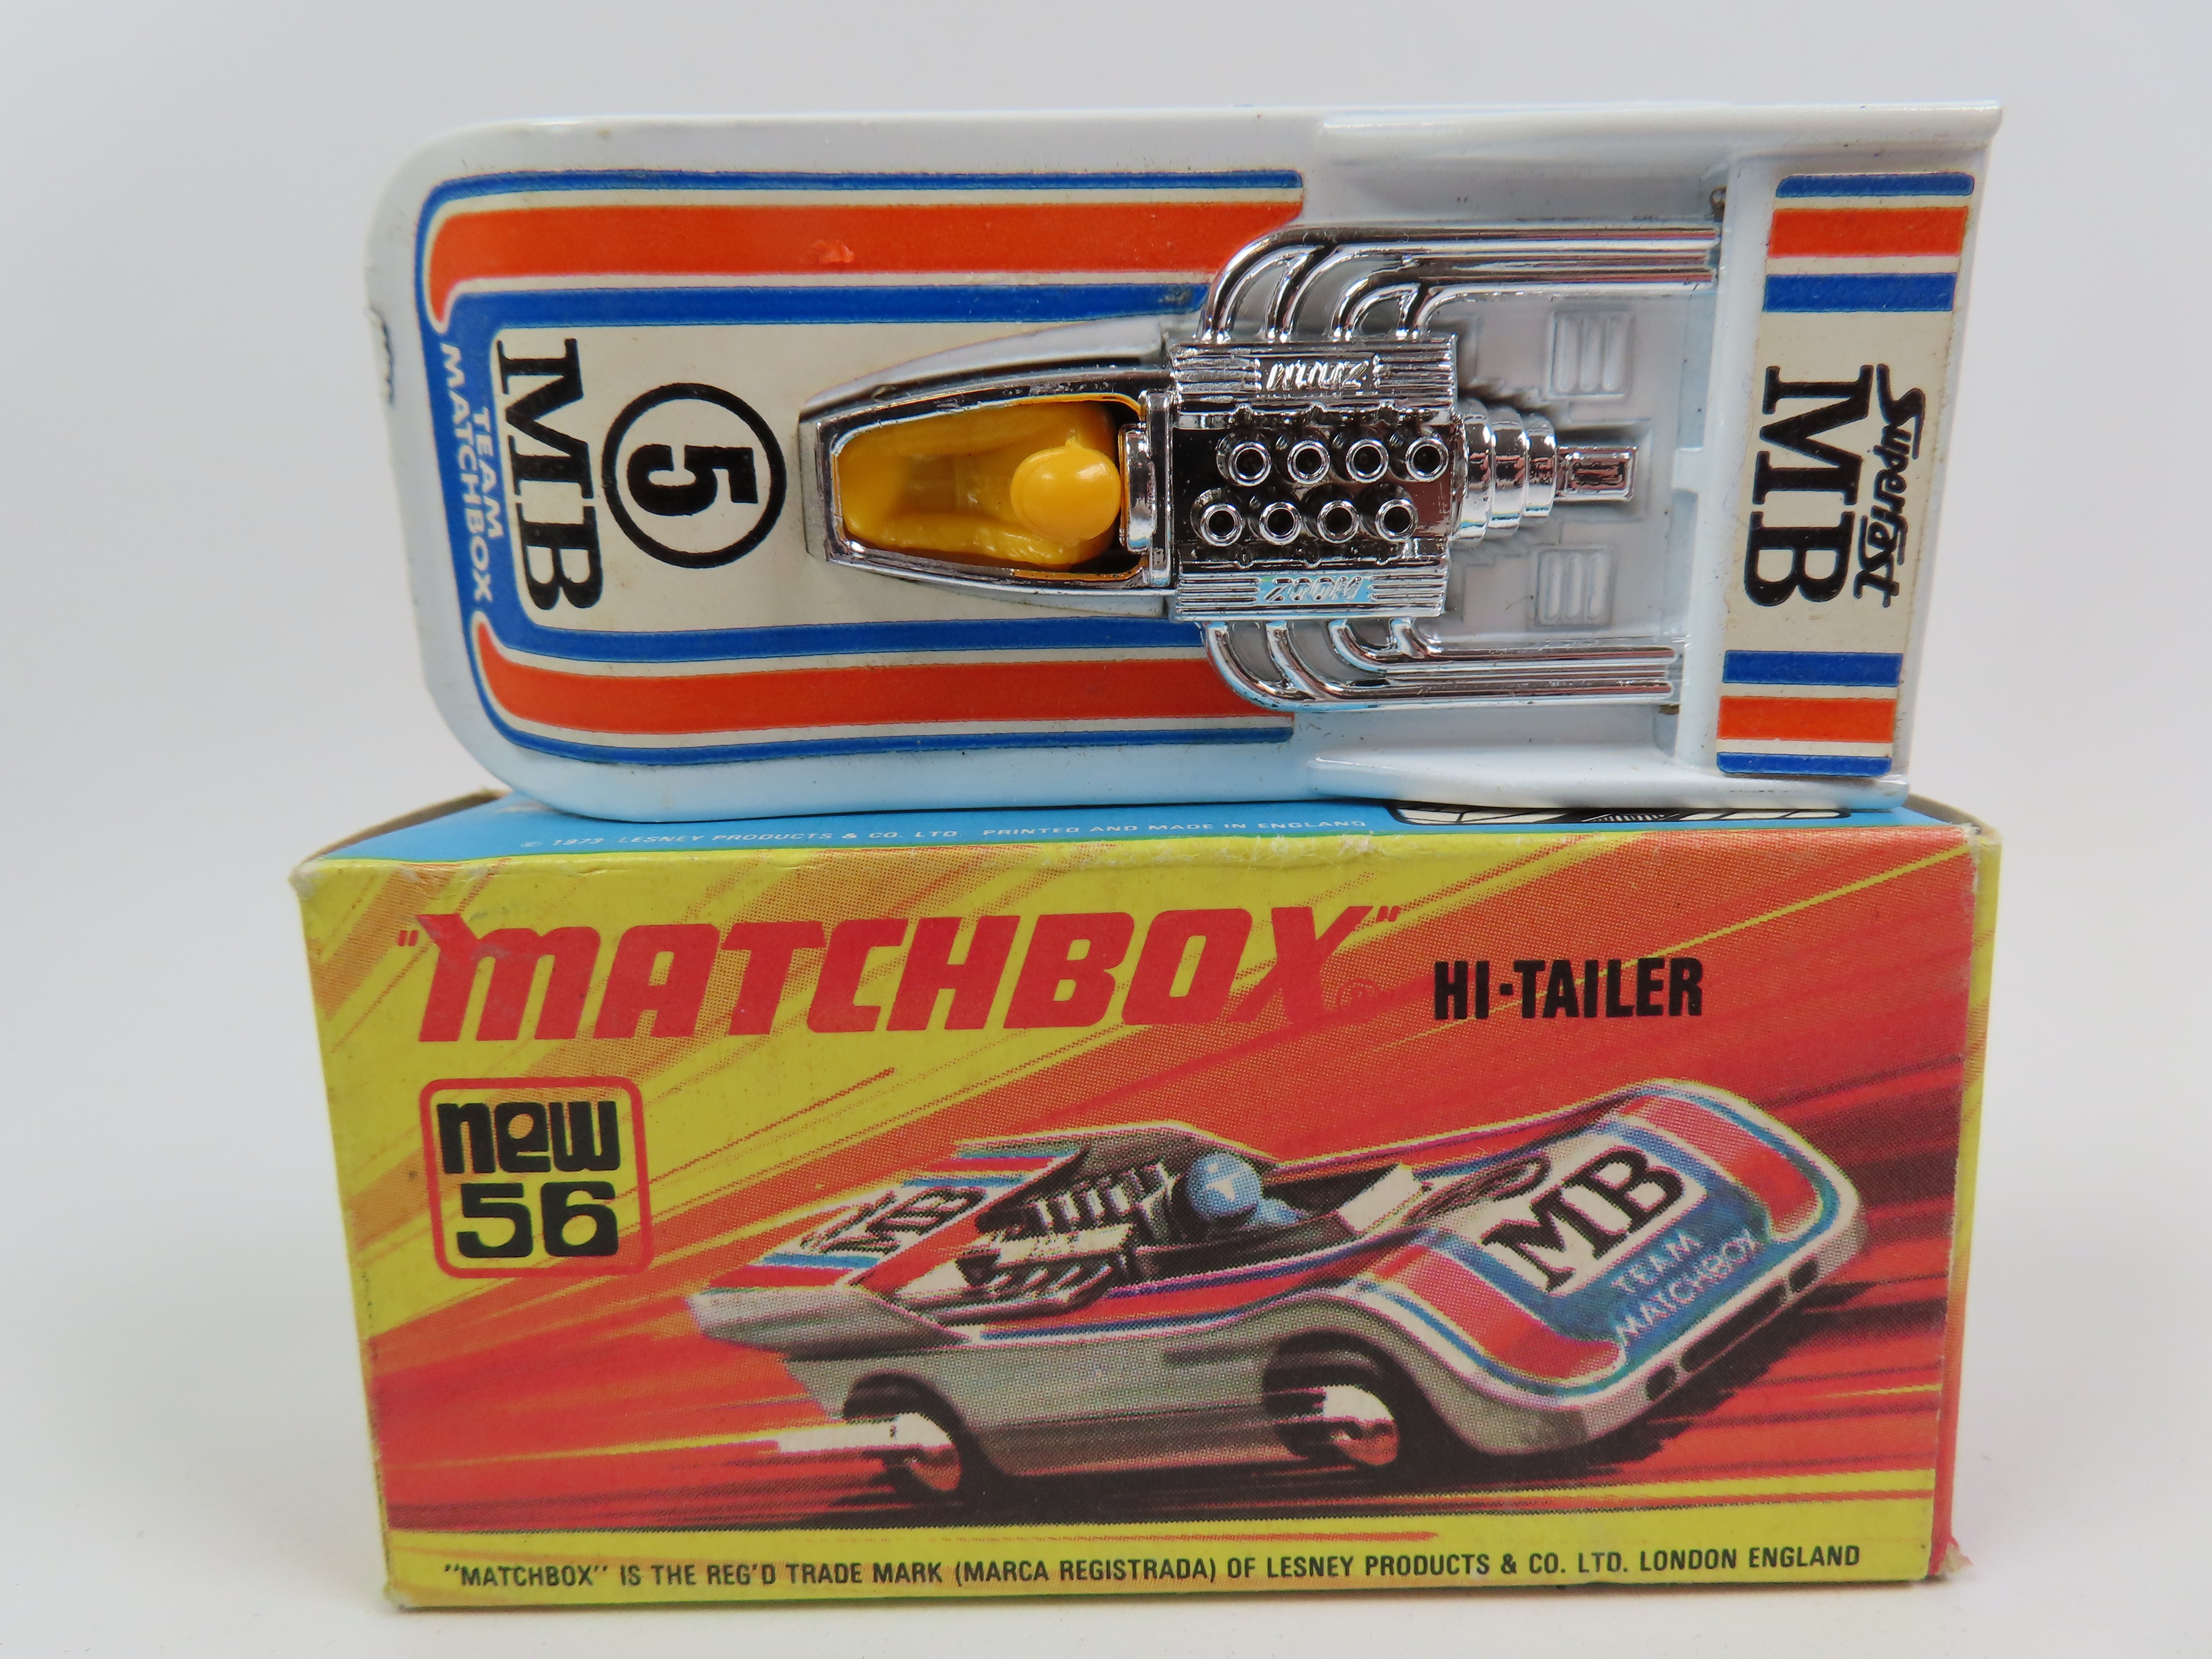 TEAM
MATCHBOX
MB
5
ZOOM
ZOOM
Superfast
MB
© 1973 LESNEY PRODUCTS & CO. LTD. PRINTED AND MADE IN ENGLAND
"MATCHBOX" ®
HI-TAILER
new
56
MB
MB
TEAM
MATCHBOX
"MATCHBOX" IS THE REG'D TRADE MARK (MARCA REGISTRADA) OF LESNEY PRODUCTS & CO. LTD. LONDON ENGLAND